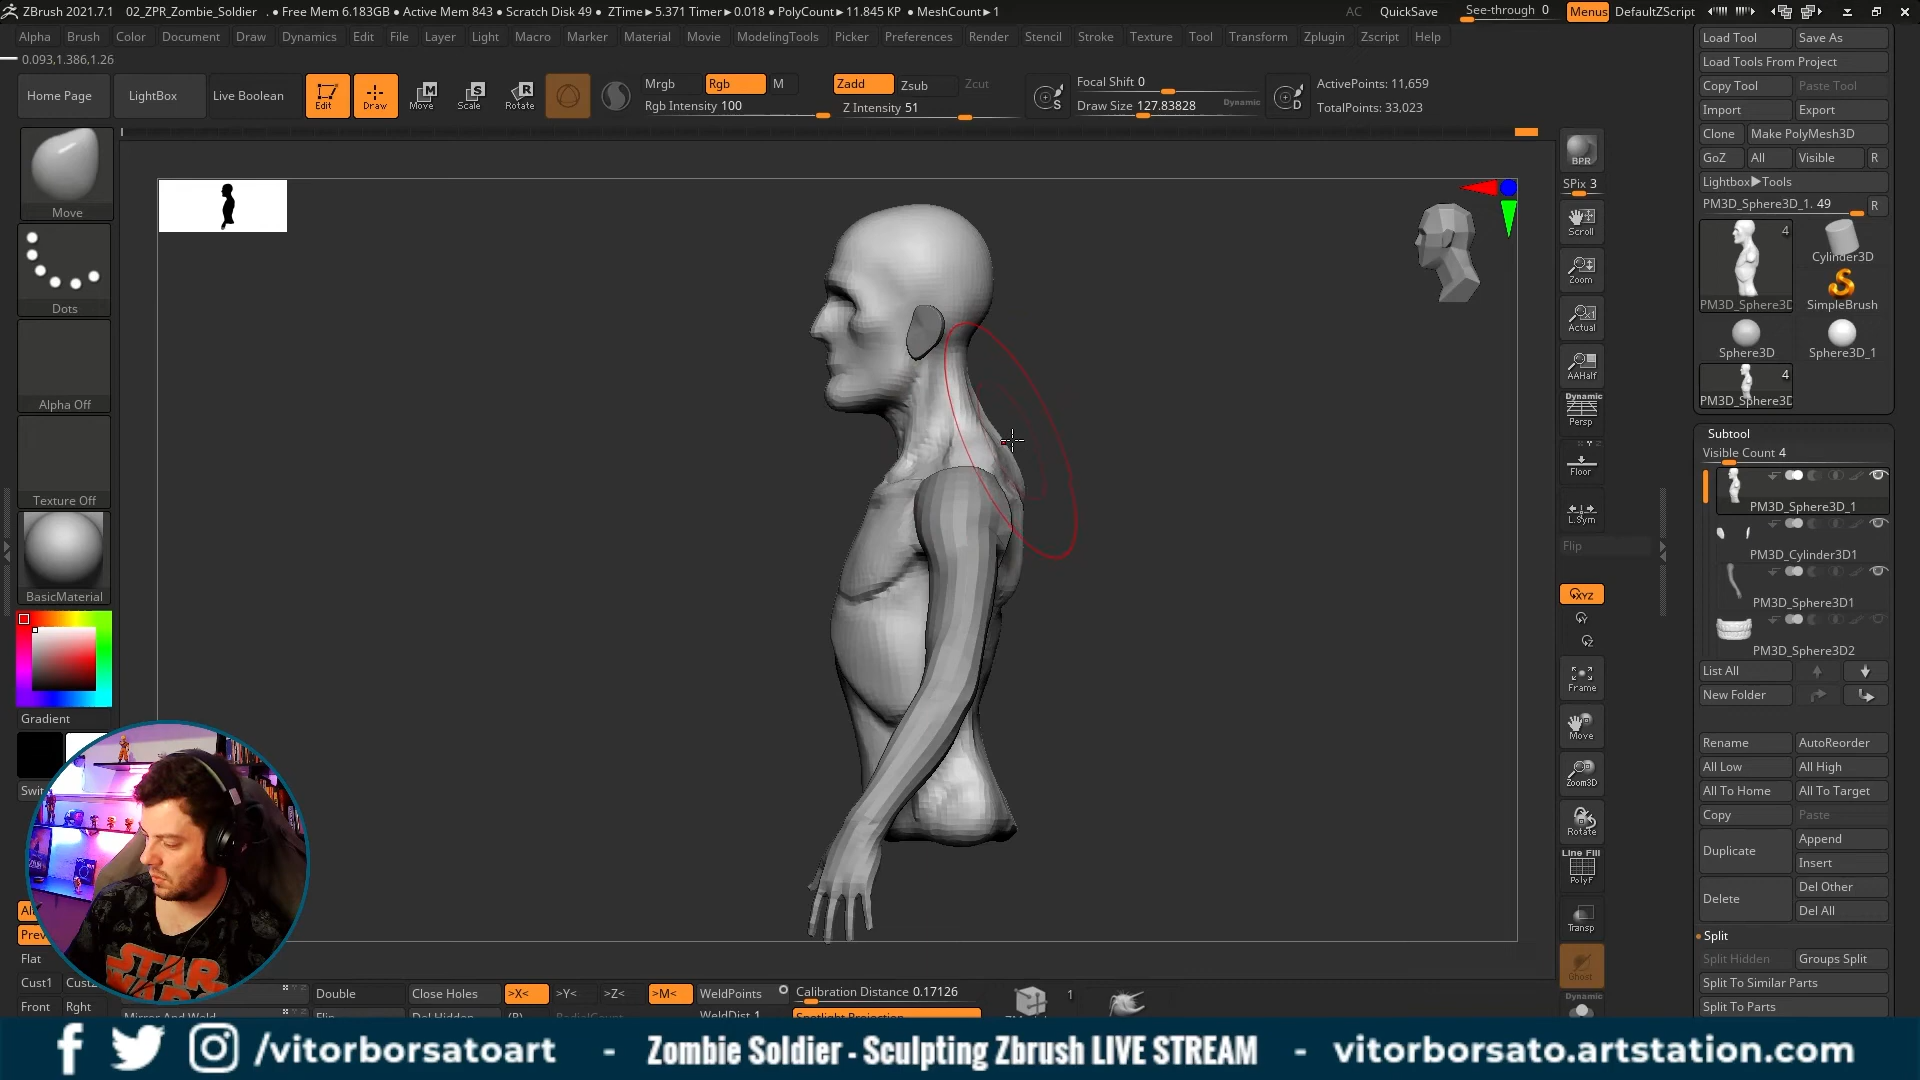 ZBrush 2021.7.1 02_ZPR_Zombie_Soldier . ● Free Mem 6.183GB ● Active Mem 843 ● Scratch Disk 49 ● ZTime►5.371 Timer►0.018 ● PolyCount►11.845 KP ● MeshCount►1 AC QuickSave See-through 0 Menus DefaultZScript
Alpha Brush Color Document Draw Dynamics Edit File Layer Light Macro Marker Material Movie ModelingTools Picker Preferences Render Stencil Stroke Texture Tool Transform Zplugin Zscript Help
0.093,1.386,1.26
Home Page LightBox Live Boolean Edit Draw Move Scale Rotate
Mrgb Rgb M Zadd Zsub Zcut
Rgb Intensity 100 Z Intensity 51
Focal Shift 0
Draw Size 127.83828 Dynamic
ActivePoints: 11,659
TotalPoints: 33,023
Move
Dots
Alpha Off
Texture Off
BasicMaterial
Gradient
Flat
Cust1
Front Rght
Double Close Holes >X< >Y< >Z< >M< WeldPoints Calibration Distance 0.17126 1
WeldDist 1
BPR
SPix 3
Scroll
Zoom
Actual
AAHalf
Dynamic
Persp
Floor
L.Sym
Flip
XYZ
Frame
Move
Zoom3D
Rotate
Line Fill
PolyF
Transp
Ghost
Dynamic
Load Tool Save As
Load Tools From Project
Copy Tool Paste Tool
Import Export
Clone Make PolyMesh3D
GoZ All Visible R
Lightbox►Tools
PM3D_Sphere3D_1. 49 R
4
Cylinder3D
PM3D_Sphere3D SimpleBrush
Sphere3D Sphere3D_1
4
PM3D_Sphere3D
Subtool
Visible Count 4
PM3D_Sphere3D_1
PM3D_Cylinder3D1
PM3D_Sphere3D1
PM3D_Sphere3D2
List All
New Folder
Rename AutoReorder
All Low All High
All To Home All To Target
Copy Paste
Duplicate Append
Insert
Delete Del Other
Del All
Split
Split Hidden Groups Split
Split To Similar Parts
Split To Parts
STAR
/vitorborsatoart - Zombie Soldier - Sculpting Zbrush LIVE STREAM - vitorborsato.artstation.com